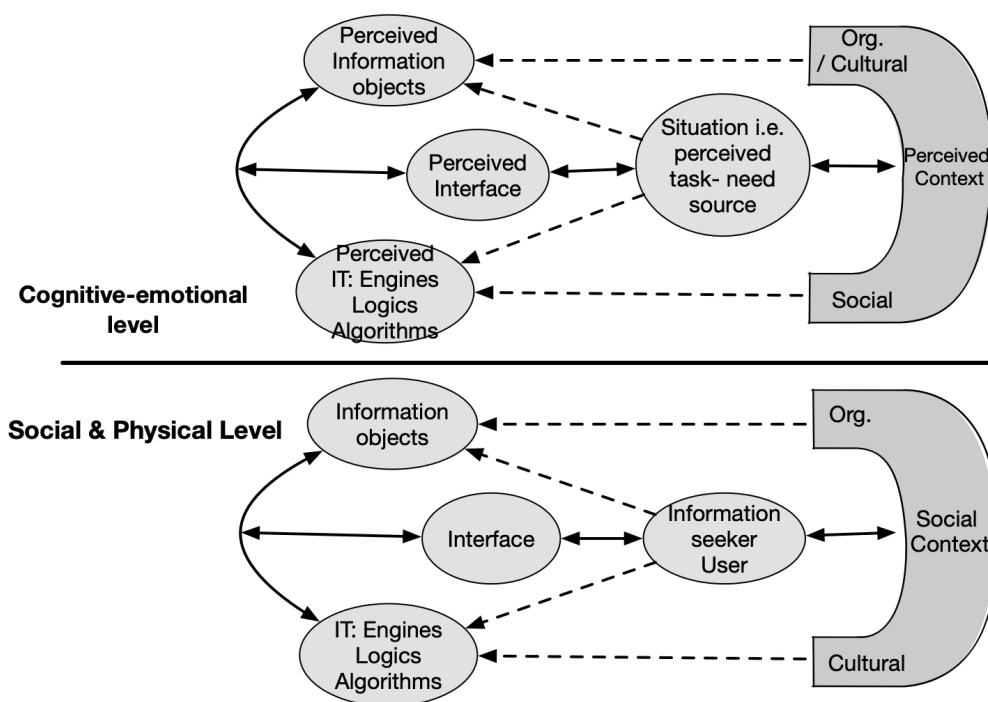 Perceived
Information
objects
Org.
/ Cultural
Situation i.e.
perceived
task- need
source
Perceived
Interface
Perceived
Context
Perceived
IT: Engines
Logics
Algorithms
Social
Cognitive-emotional
level
Social & Physical Level
Information
objects
Org.
Interface
Information
seeker
User
Social
Context
IT: Engines
Logics
Algorithms
Cultural